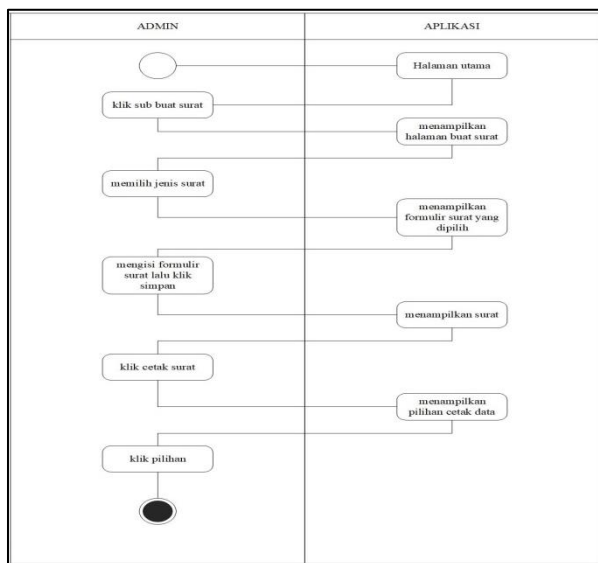 ADMIN
APLIKASI
Halaman utama
klik sub buat surat
menampilkan
halaman buat surat
memilih jenis surat
menampilkan
formulir surat yang
dipilih
mengisi formulir
surat lalu klik
simpan
menampilkan surat
klik cetak surat
menampilkan
pilihan cetak data
klik pilihan